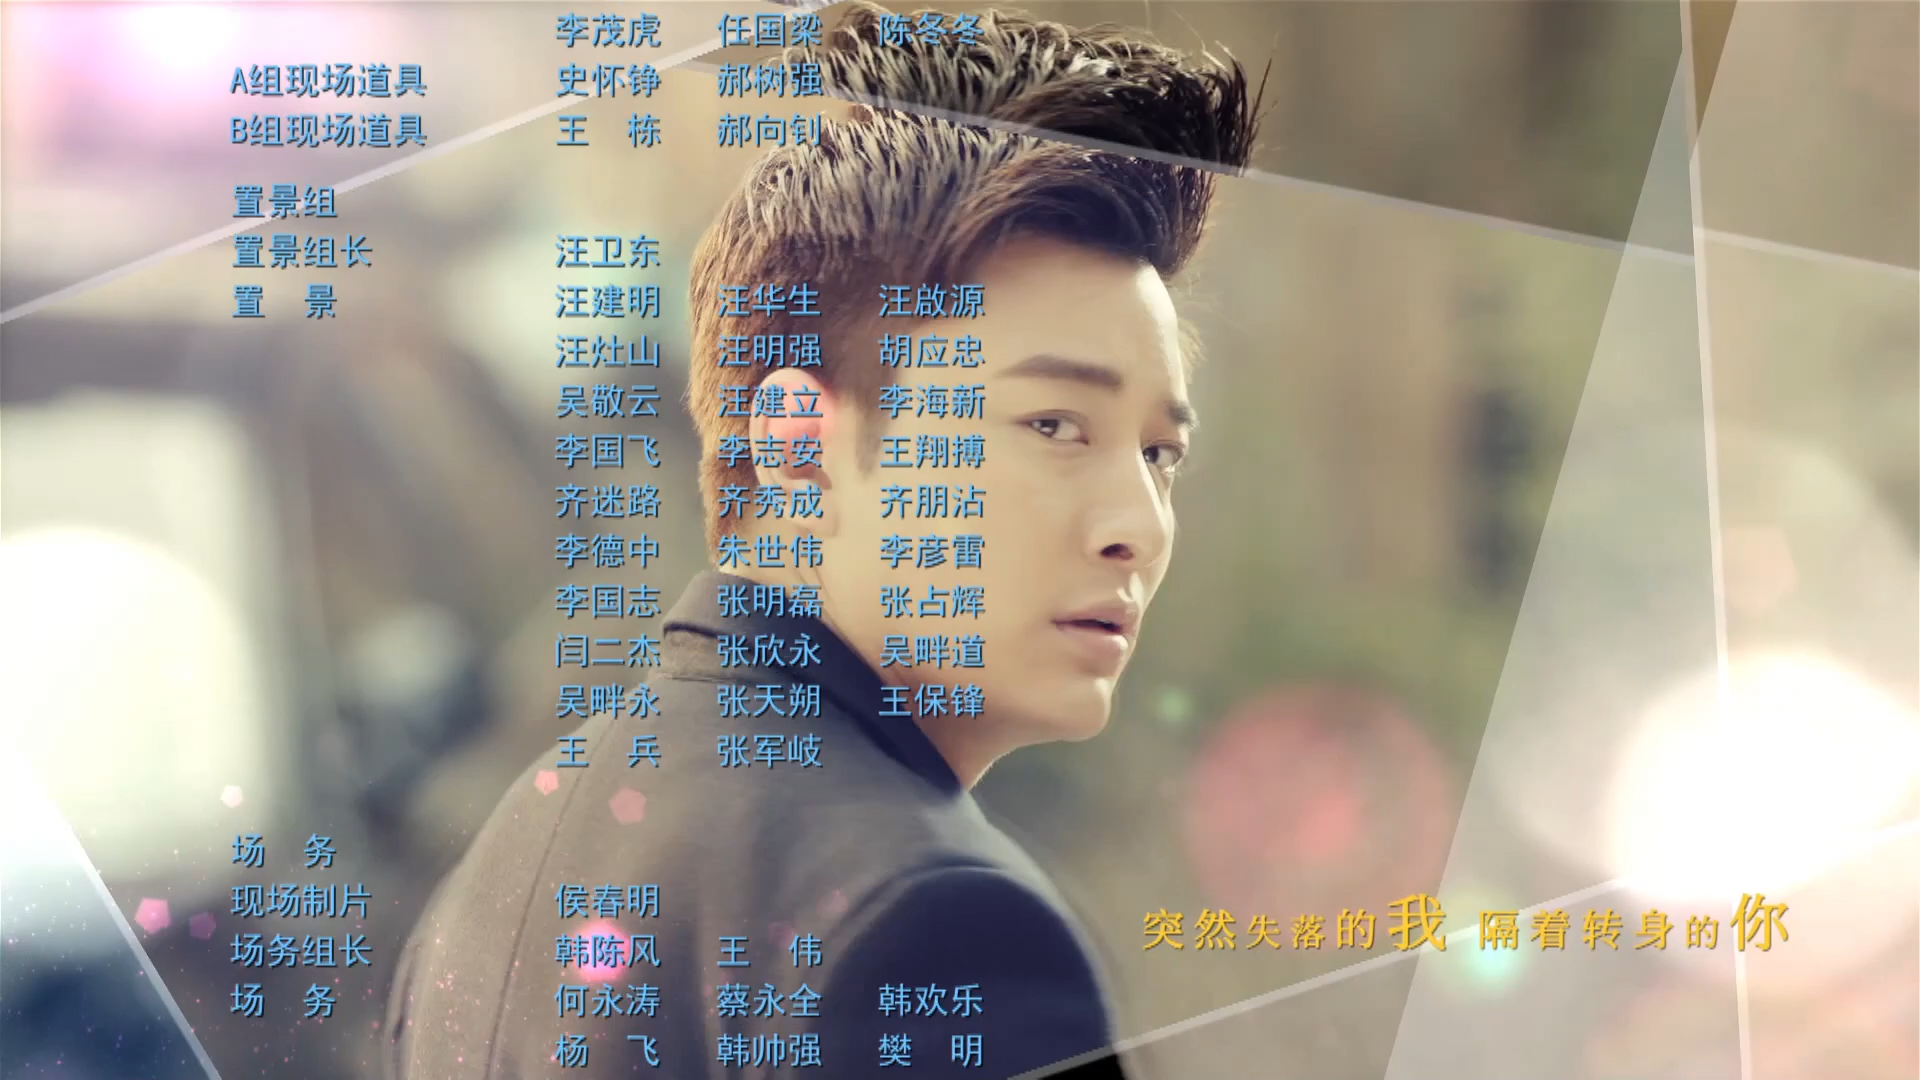 李茂虎 任国梁 陈冬冬
A组现场道具 史怀铮 郝树强
B组现场道具 王 栋 郝向钊
置景组
置景组长 汪卫东
置 景 汪建明 汪华生 汪啟源
汪灶山 汪明强 胡应忠
吴敬云 汪建立 李海新
李国飞 李志安 王翔搏
齐迷路 齐秀成 齐朋沾
李德中 朱世伟 李彦雷
李国志 张明磊 张占辉
闫二杰 张欣永 吴畔道
吴畔永 张天朔 王保锋
王 兵 张军岐
场 务
现场制片 侯春明
场务组长 韩陈风 王 伟
场 务 何永涛 蔡永全 韩欢乐
杨 飞 韩帅强 樊 明
突然失落的我 隔着转身的你